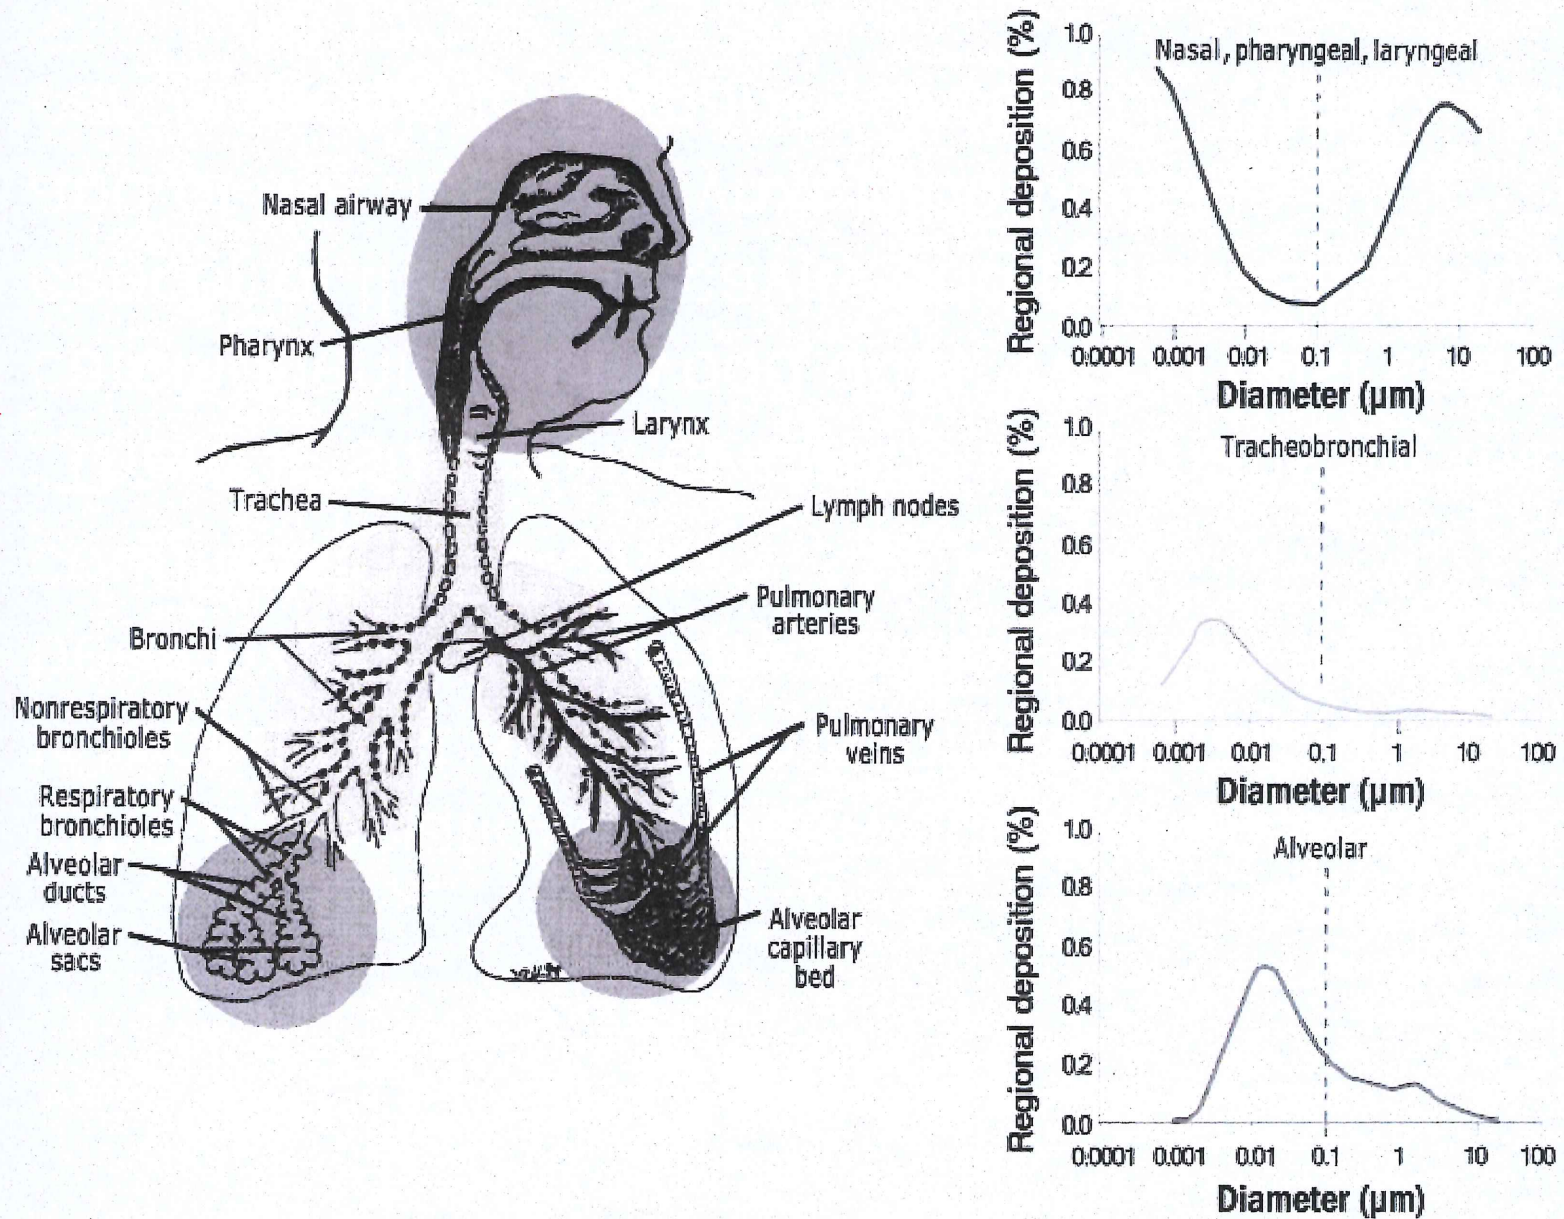 Nasal airway
Pharynx
Larynx
Trachea
Lymph nodes
Pulmonary
arteries
Bronchi
Nonrespiratory
bronchioles
Pulmonary
veins
Respiratory
bronchioles
Alveolar
ducts
Alveolar
sacs
Alveolar
capillary
bed
Regional deposition (%)
Nasal, pharyngeal, laryngeal
1.0
0.8
0.6
0.4
0.2
0.0
0.0001 0.001 0.01 0.1 1 10 100
Diameter (µm)
Regional deposition (%)
Tracheobronchial
1.0
0.8
0.6
0.4
0.2
0.0
0.0001 0.001 0.01 0.1 1 10 100
Diameter (µm)
Regional deposition (%)
Alveolar
1.0
0.8
0.6
0.4
0.2
0.0
0.0001 0.001 0.01 0.1 1 10 100
Diameter (µm)